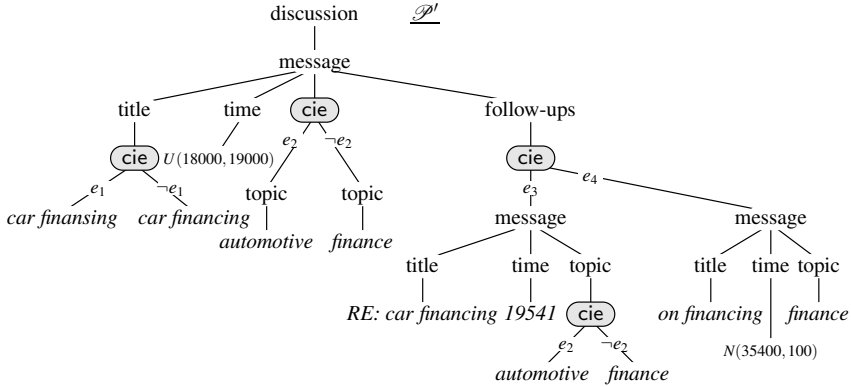 discussion 𝒫′
message
title time cie follow-ups
cie U(18000,19000) e₂ ¬e₂ cie
e₁ ¬e₁ e₃ e₄
car finansing car financing topic topic message message
automotive finance
title time topic title time topic
RE: car financing 19541 cie on financing finance
e₂ ¬e₂ N(35400,100)
automotive finance